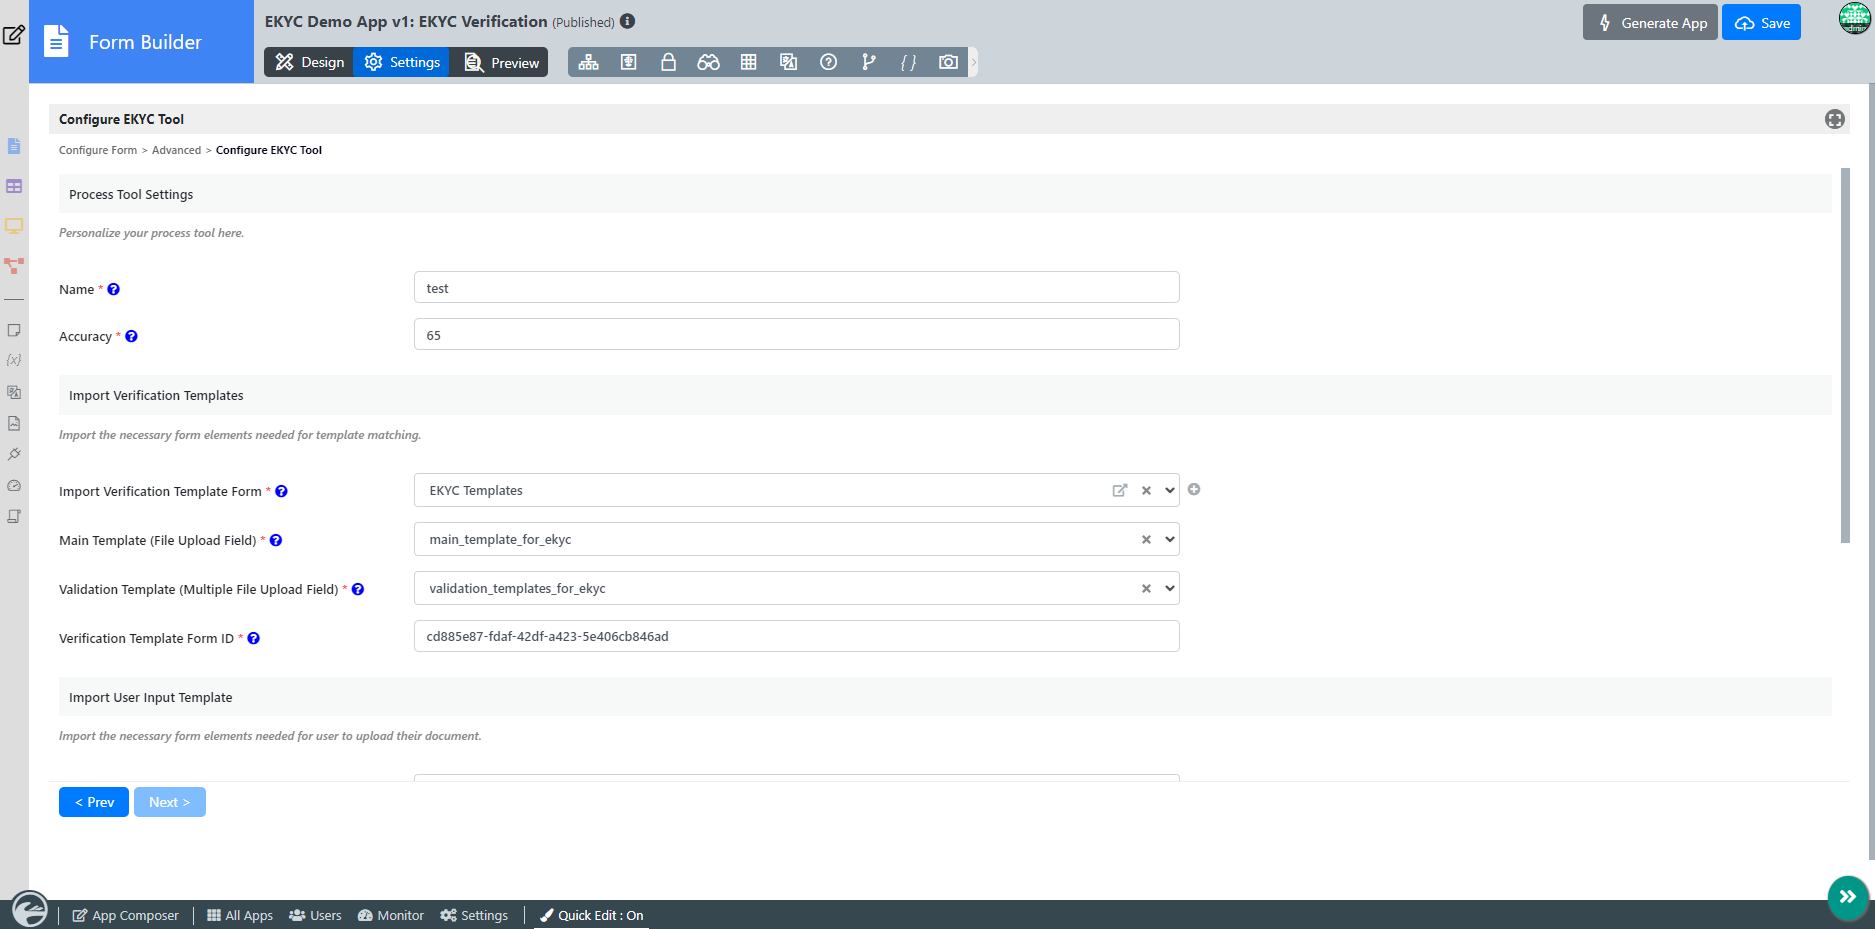 EKYC Demo App v1: EKYC Verification (Published)
Generate App
Save
Form Builder
Design
Settings
Preview
Configure EKYC Tool
Configure Form > Advanced > Configure EKYC Tool
Process Tool Settings
Personalize your process tool here.
Name *
test
Accuracy *
65
Import Verification Templates
Import the necessary form elements needed for template matching.
Import Verification Template Form *
EKYC Templates
Main Template (File Upload Field) *
main_template_for_ekyc
Validation Template (Multiple File Upload Field) *
validation_templates_for_ekyc
Verification Template Form ID *
cd885e87-fdaf-42df-a423-5e406cb846ad
Import User Input Template
Import the necessary form elements needed for user to upload their document.
< Prev
Next >
App Composer
All Apps
Users
Monitor
Settings
Quick Edit : On